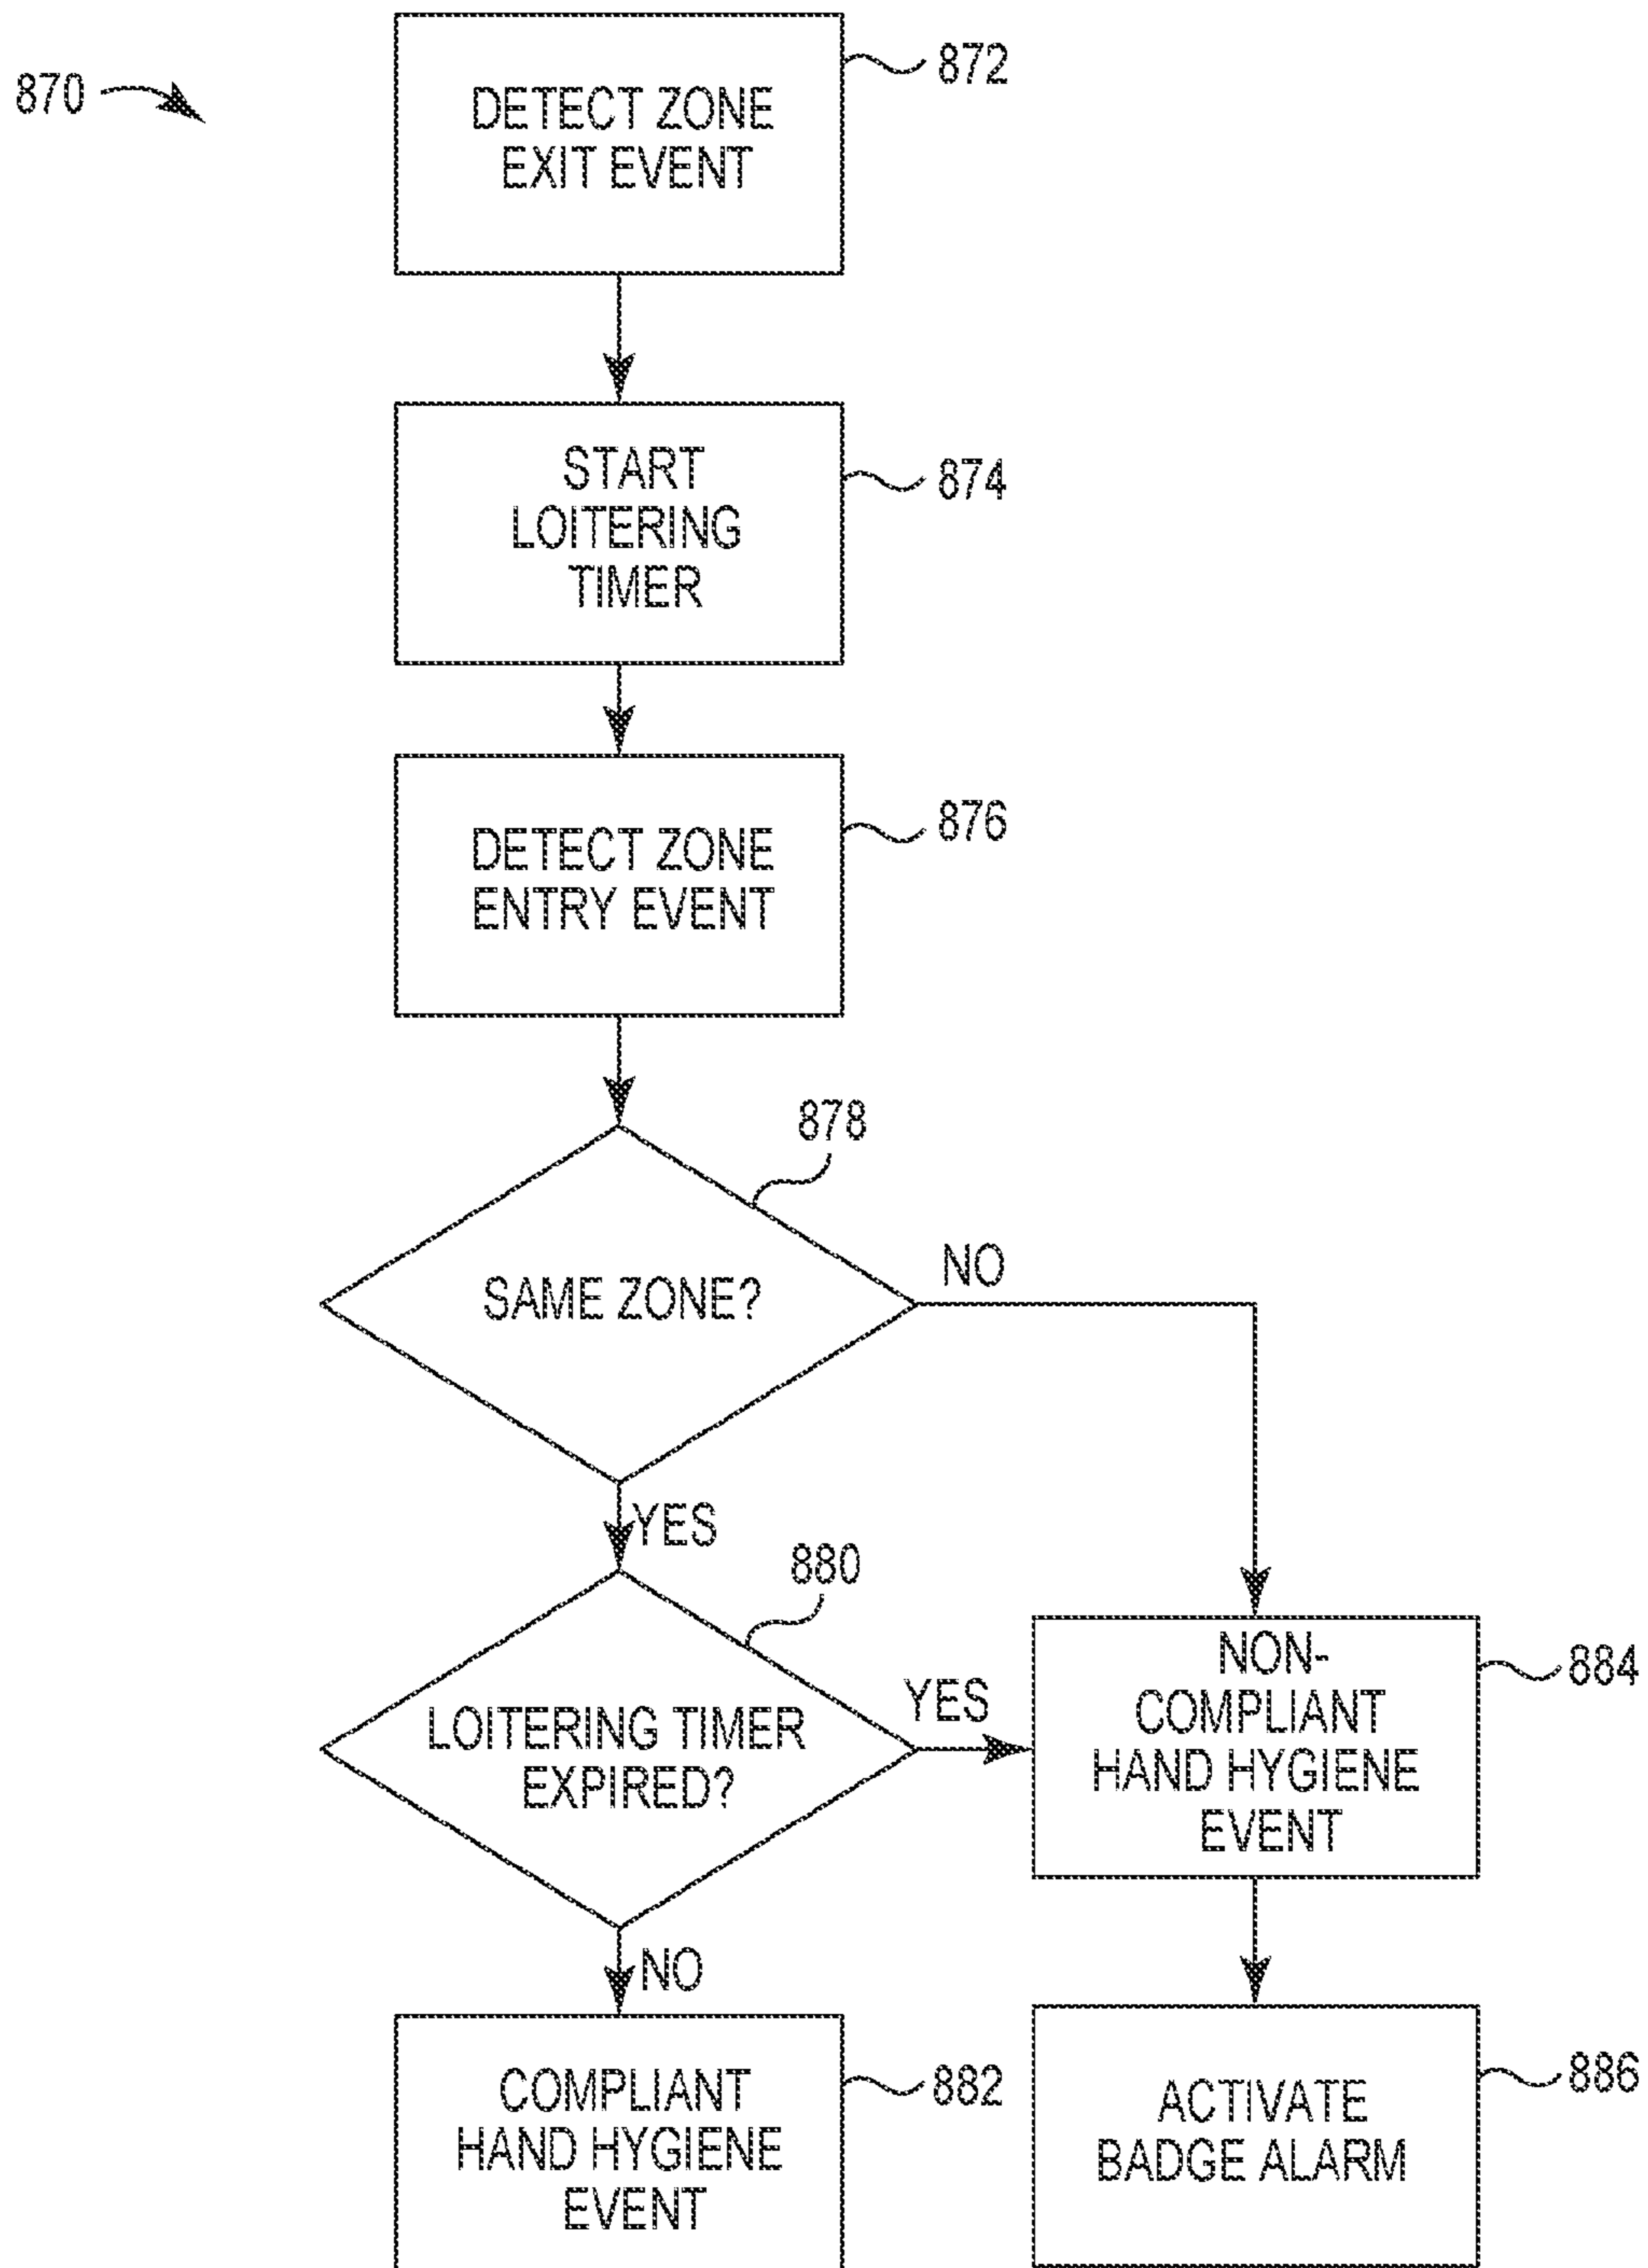 870
872
DETECT ZONE
EXIT EVENT
874
START
LOITERING
TIMER
876
DETECT ZONE
ENTRY EVENT
878
SAME ZONE?
NO
YES
880
LOITERING TIMER
EXPIRED?
YES
NON-
COMPLIANT
HAND HYGIENE
EVENT
884
NO
COMPLIANT
HAND HYGIENE
EVENT
882
ACTIVATE
BADGE ALARM
886